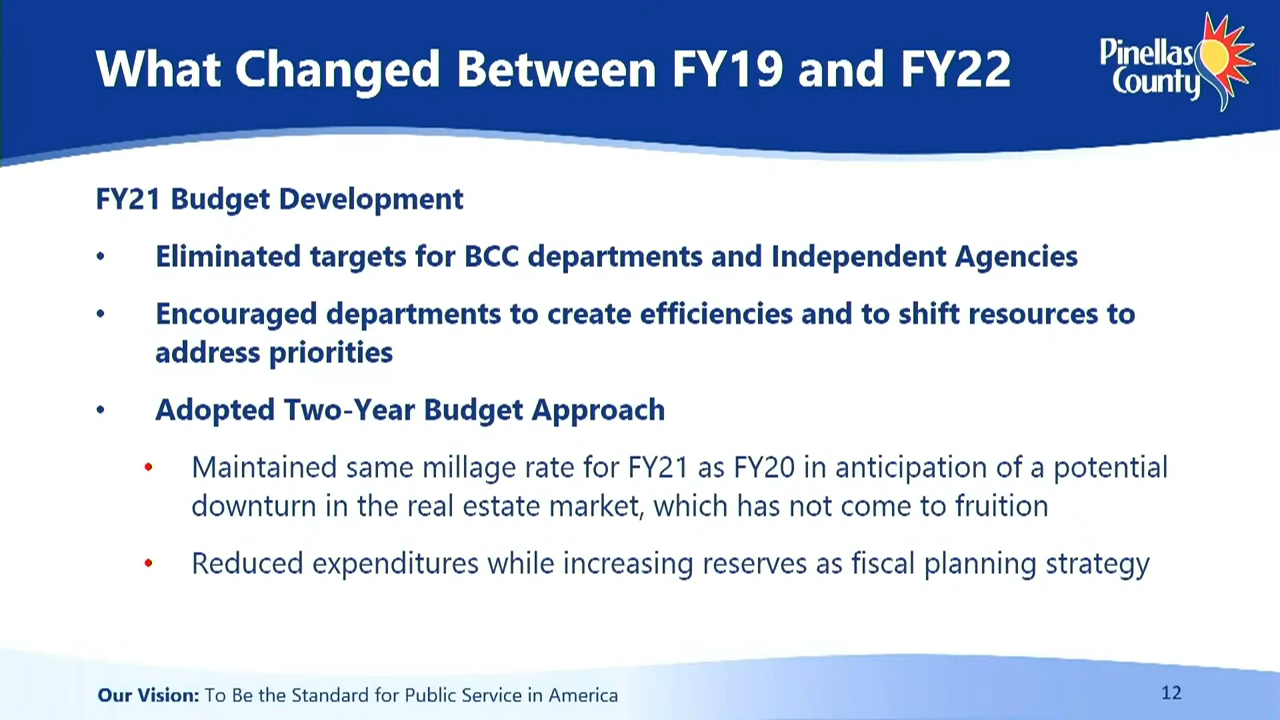 What Changed Between FY19 and FY22
Pinellas
County
FY21 Budget Development
• Eliminated targets for BCC departments and Independent Agencies
• Encouraged departments to create efficiencies and to shift resources to
address priorities
• Adopted Two-Year Budget Approach
• Maintained same millage rate for FY21 as FY20 in anticipation of a potential
downturn in the real estate market, which has not come to fruition
• Reduced expenditures while increasing reserves as fiscal planning strategy
Our Vision: To Be the Standard for Public Service in America
12